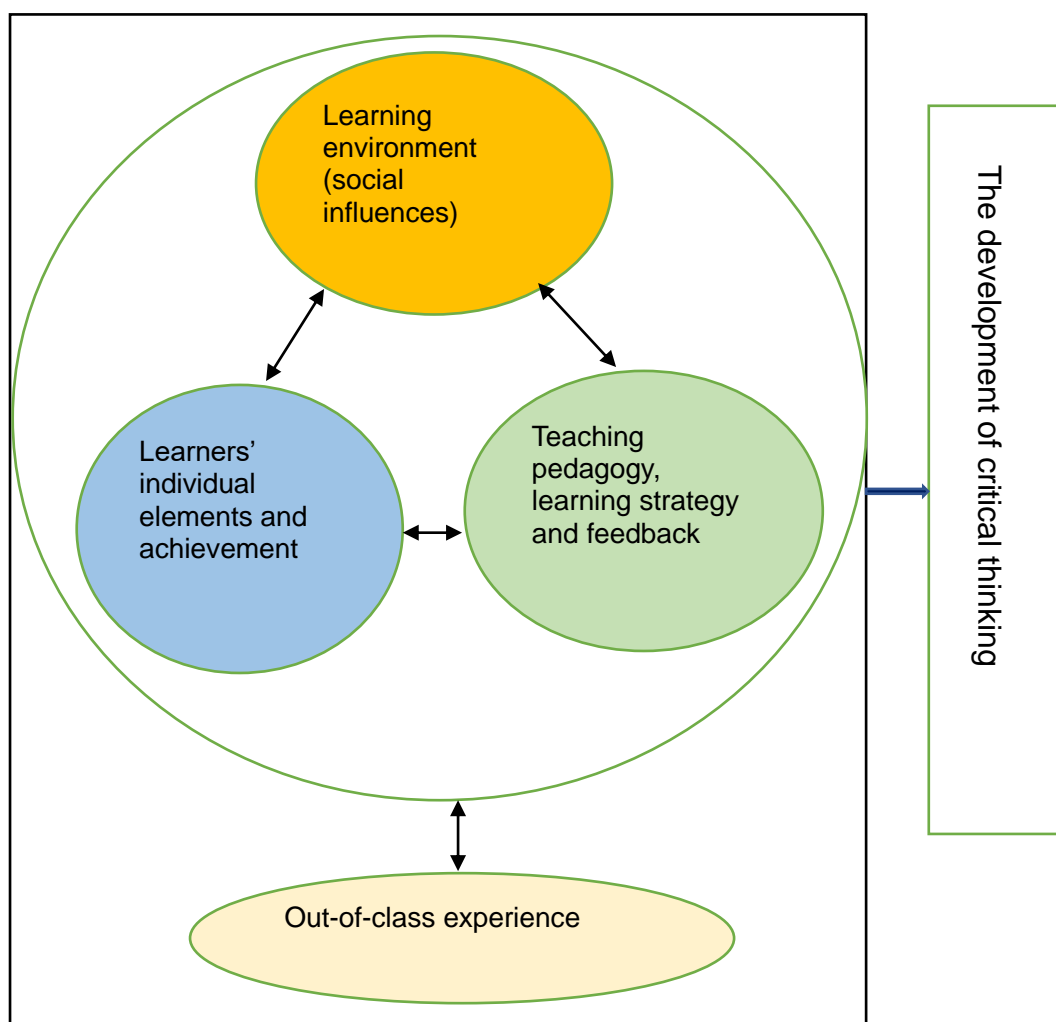 Learning
environment
(social
influences)
Learners’
individual
elements and
achievement
Teaching
pedagogy,
learning strategy
and feedback
Out-of-class experience
The development of critical thinking